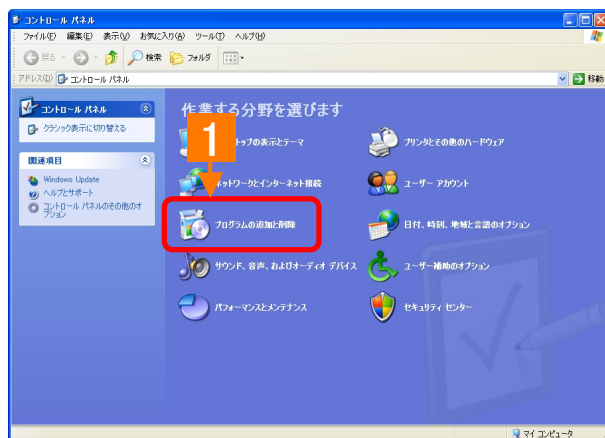 コントロール パネル
ファイル(F) 編集(E) 表示(V) お気に入り(A) ツール(T) ヘルプ(H)
戻る 検索 フォルダ
アドレス(D) コントロール パネル 移動
コントロール パネル
クラシック表示に切り替える
関連項目
Windows Update
ヘルプとサポート
コントロール パネルのその他のオプション
作業する分野を選びます
1
トップの表示とテーマ
プリンタとその他のハードウェア
ネットワークとインターネット接続
ユーザー アカウント
プログラムの追加と削除
日付、時刻、地域と言語のオプション
サウンド、音声、およびオーディオ デバイス
ユーザー補助のオプション
パフォーマンスとメンテナンス
セキュリティ センター
マイ コンピュータ